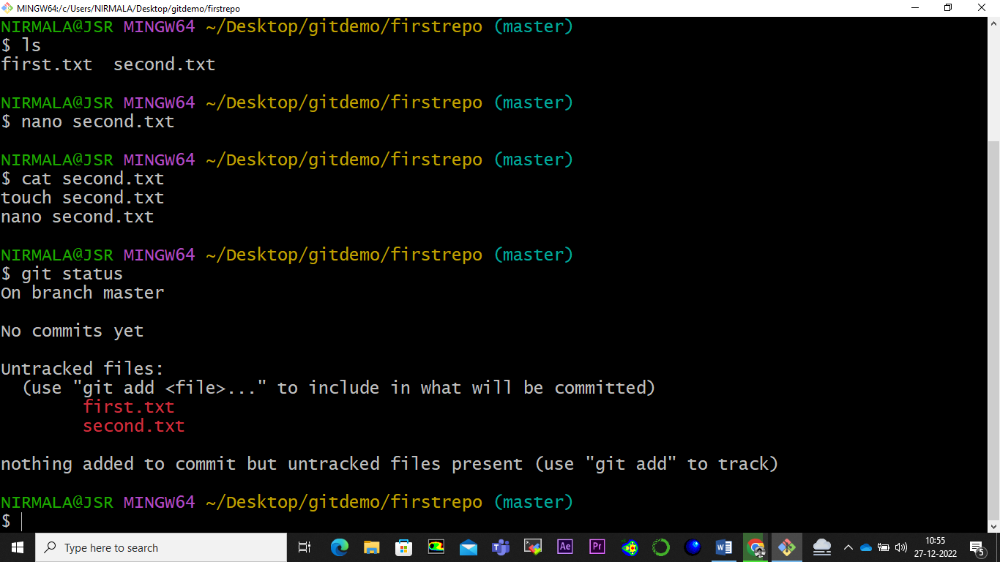 MINGW64:/c/Users/NIRMALA/Desktop/gitdemo/firstrepo
NIRMALA@JSR MINGW64 ~/Desktop/gitdemo/firstrepo (master)
$ ls
first.txt  second.txt
NIRMALA@JSR MINGW64 ~/Desktop/gitdemo/firstrepo (master)
$ nano second.txt
NIRMALA@JSR MINGW64 ~/Desktop/gitdemo/firstrepo (master)
$ cat second.txt
touch second.txt
nano second.txt
NIRMALA@JSR MINGW64 ~/Desktop/gitdemo/firstrepo (master)
$ git status
On branch master
No commits yet
Untracked files:
  (use "git add <file>..." to include in what will be committed)
        first.txt
        second.txt
nothing added to commit but untracked files present (use "git add" to track)
NIRMALA@JSR MINGW64 ~/Desktop/gitdemo/firstrepo (master)
$
Type here to search
Ae
Pr
W
10:55
27-12-2022
5